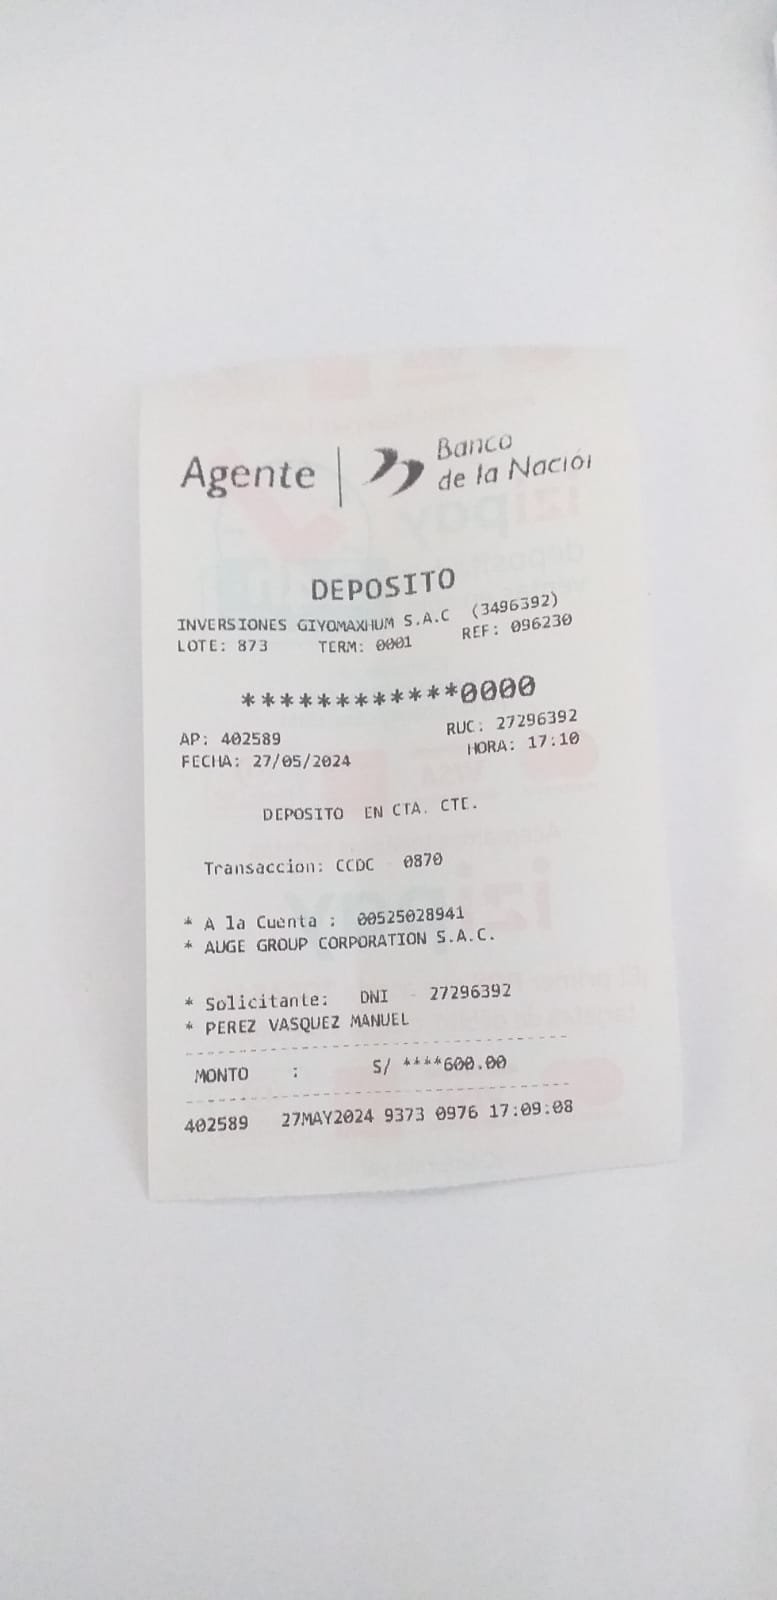 Agente | Banco
de la Nación
DEPOSITO
INVERSIONES GIYOMAXHUM S.A.C (3496392)
LOTE: 873 TERM: 0001 REF: 096230
************0000
AP: 402589 RUC: 27296392
FECHA: 27/05/2024 HORA: 17:10
DEPOSITO EN CTA. CTE.
Transaccion: CCDC 0870
* A la Cuenta : 00525028941
* AUGE GROUP CORPORATION S.A.C.
* Solicitante: DNI 27296392
* PEREZ VASQUEZ MANUEL
MONTO : S/ ****600.00
402589 27MAY2024 9373 0976 17:09:08